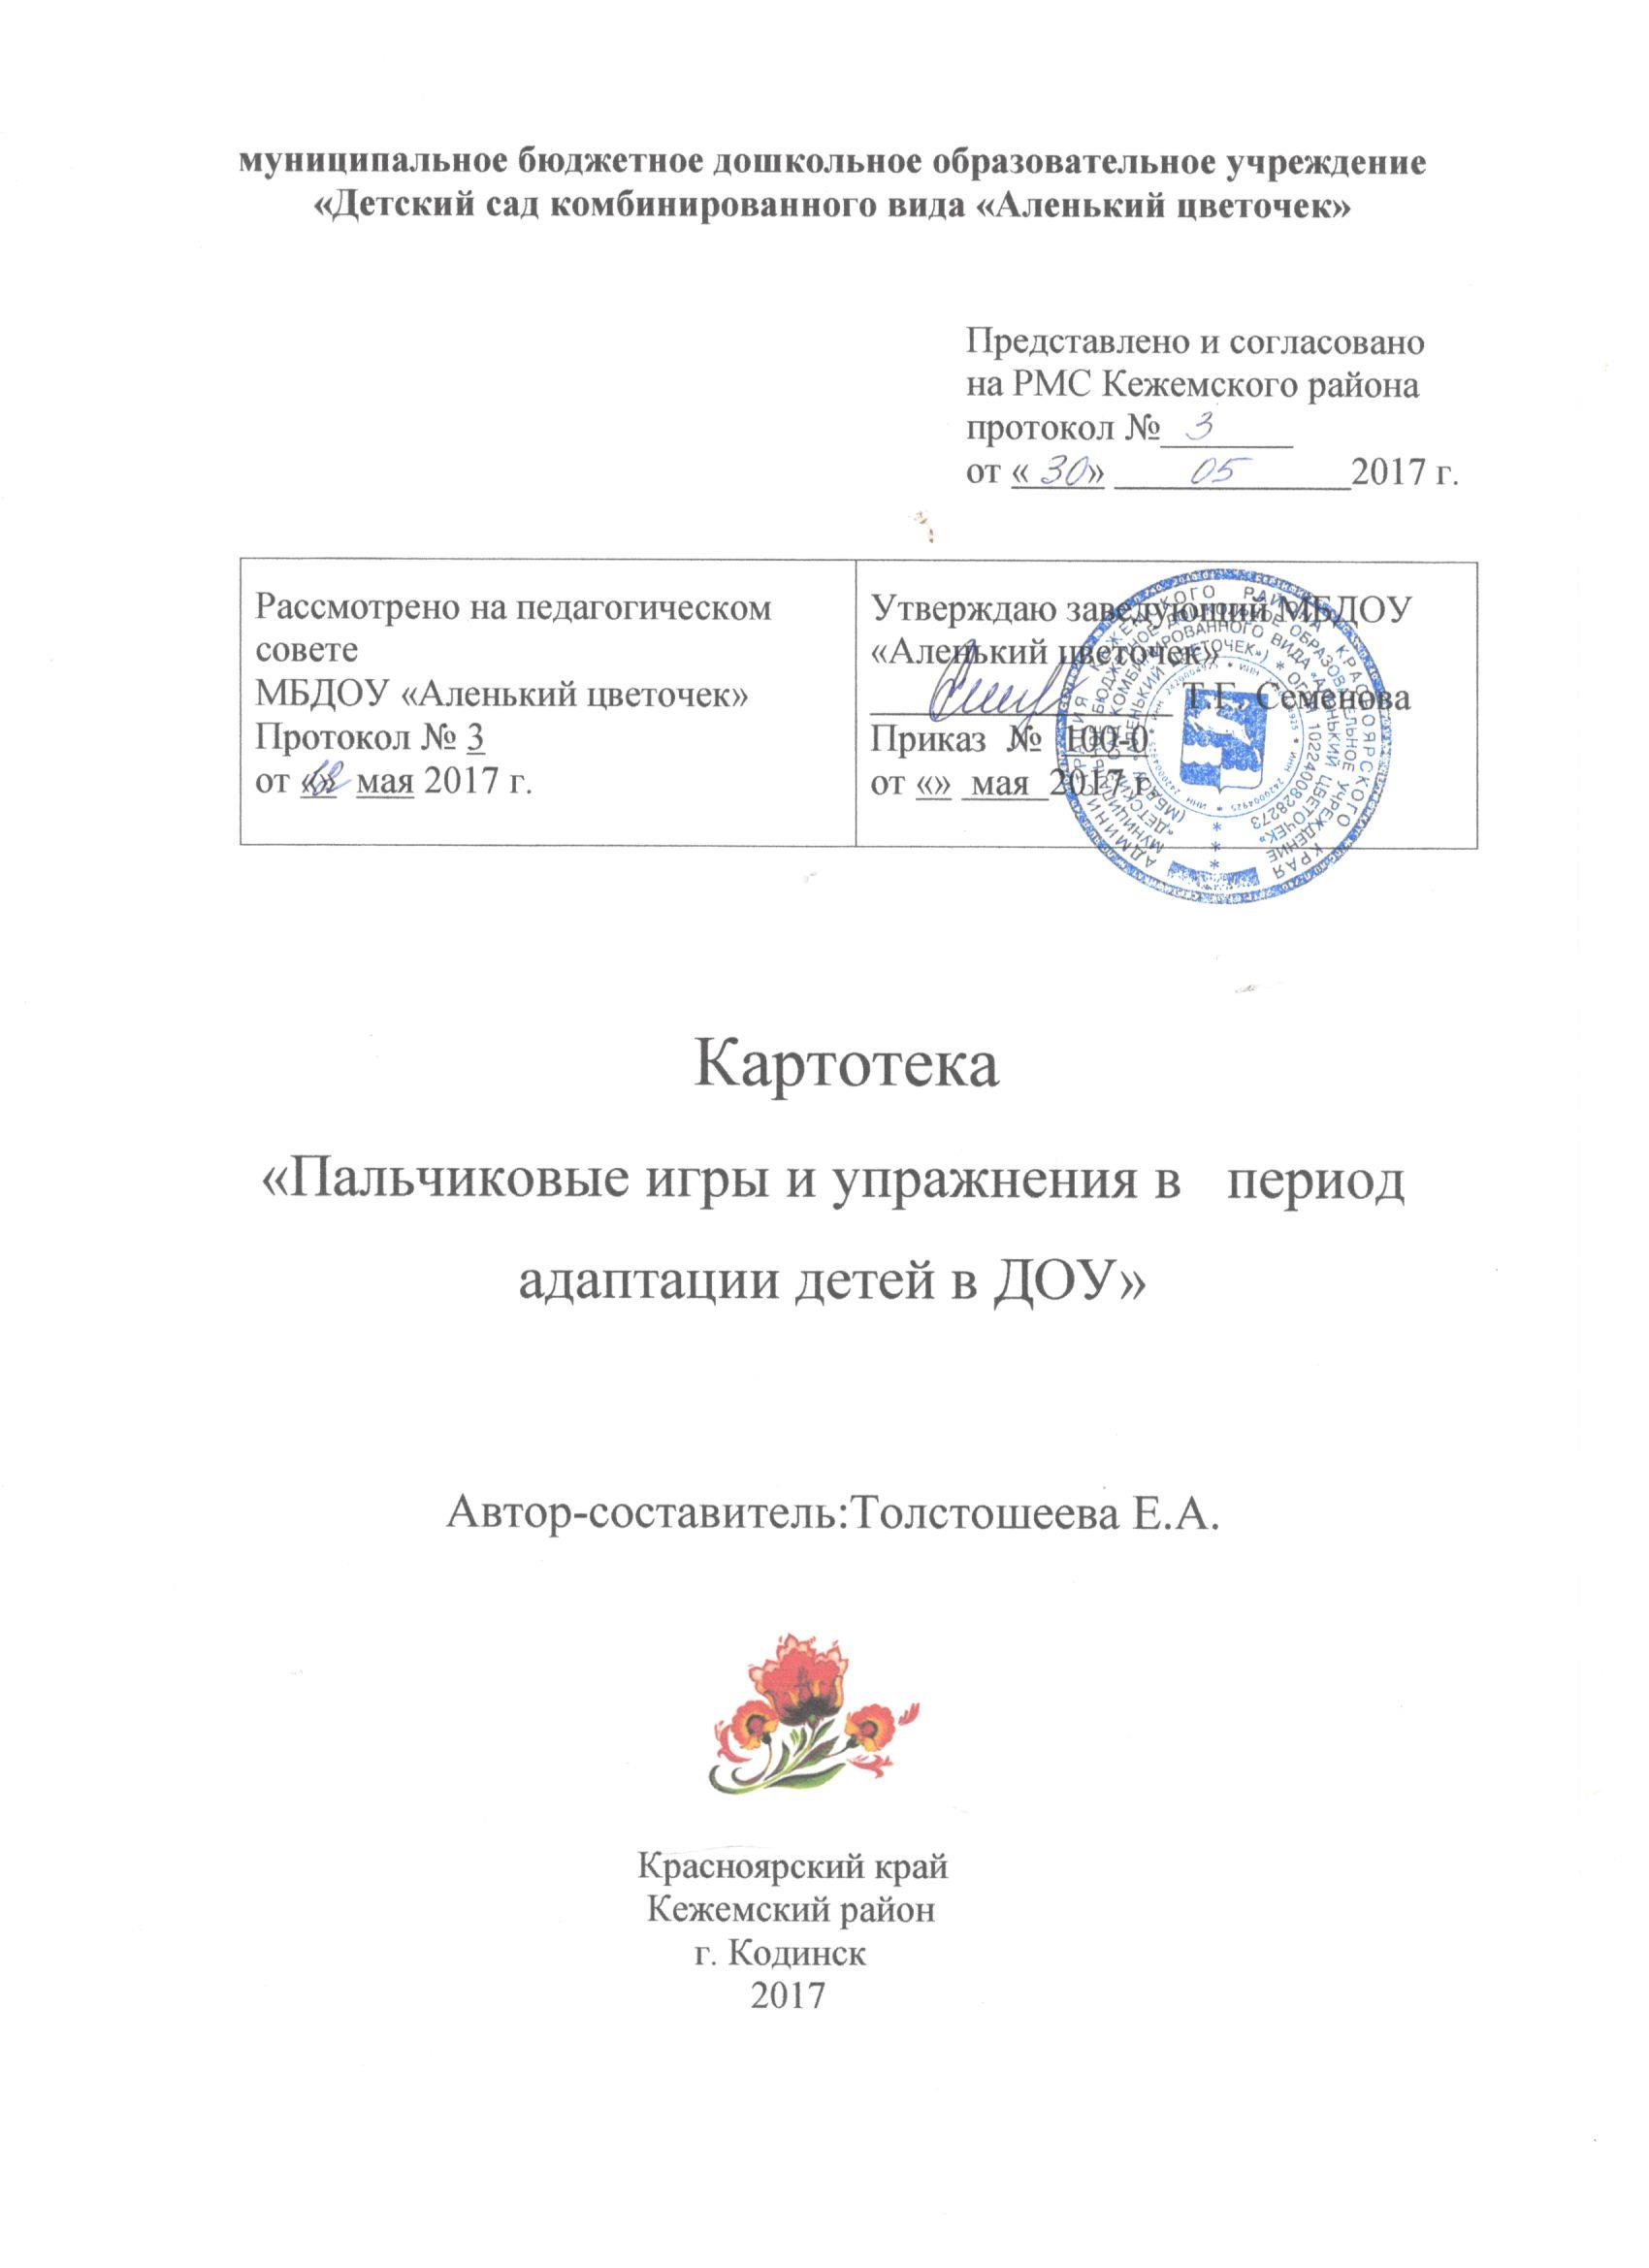 муниципальное бюджетное дошкольное образовательное учреждение
«Детский сад комбинированного вида «Аленький цветочек»
Представлено и согласовано
на РМС Кежемского района
протокол № 3
от « 30» 05 2017 г.
Рассмотрено на педагогическом
совете
МБДОУ «Аленький цветочек»
Протокол № 3
от «» мая 2017 г.
Утверждаю заведующий МБДОУ
«Аленький цветочек»
Т.Г. Семенова
Приказ № 100-0
от «» мая 2017 г
Картотека
«Пальчиковые игры и упражнения в период
адаптации детей в ДОУ»
Автор-составитель:Толстошеева Е.А.
Красноярский край
Кежемский район
г. Кодинск
2017